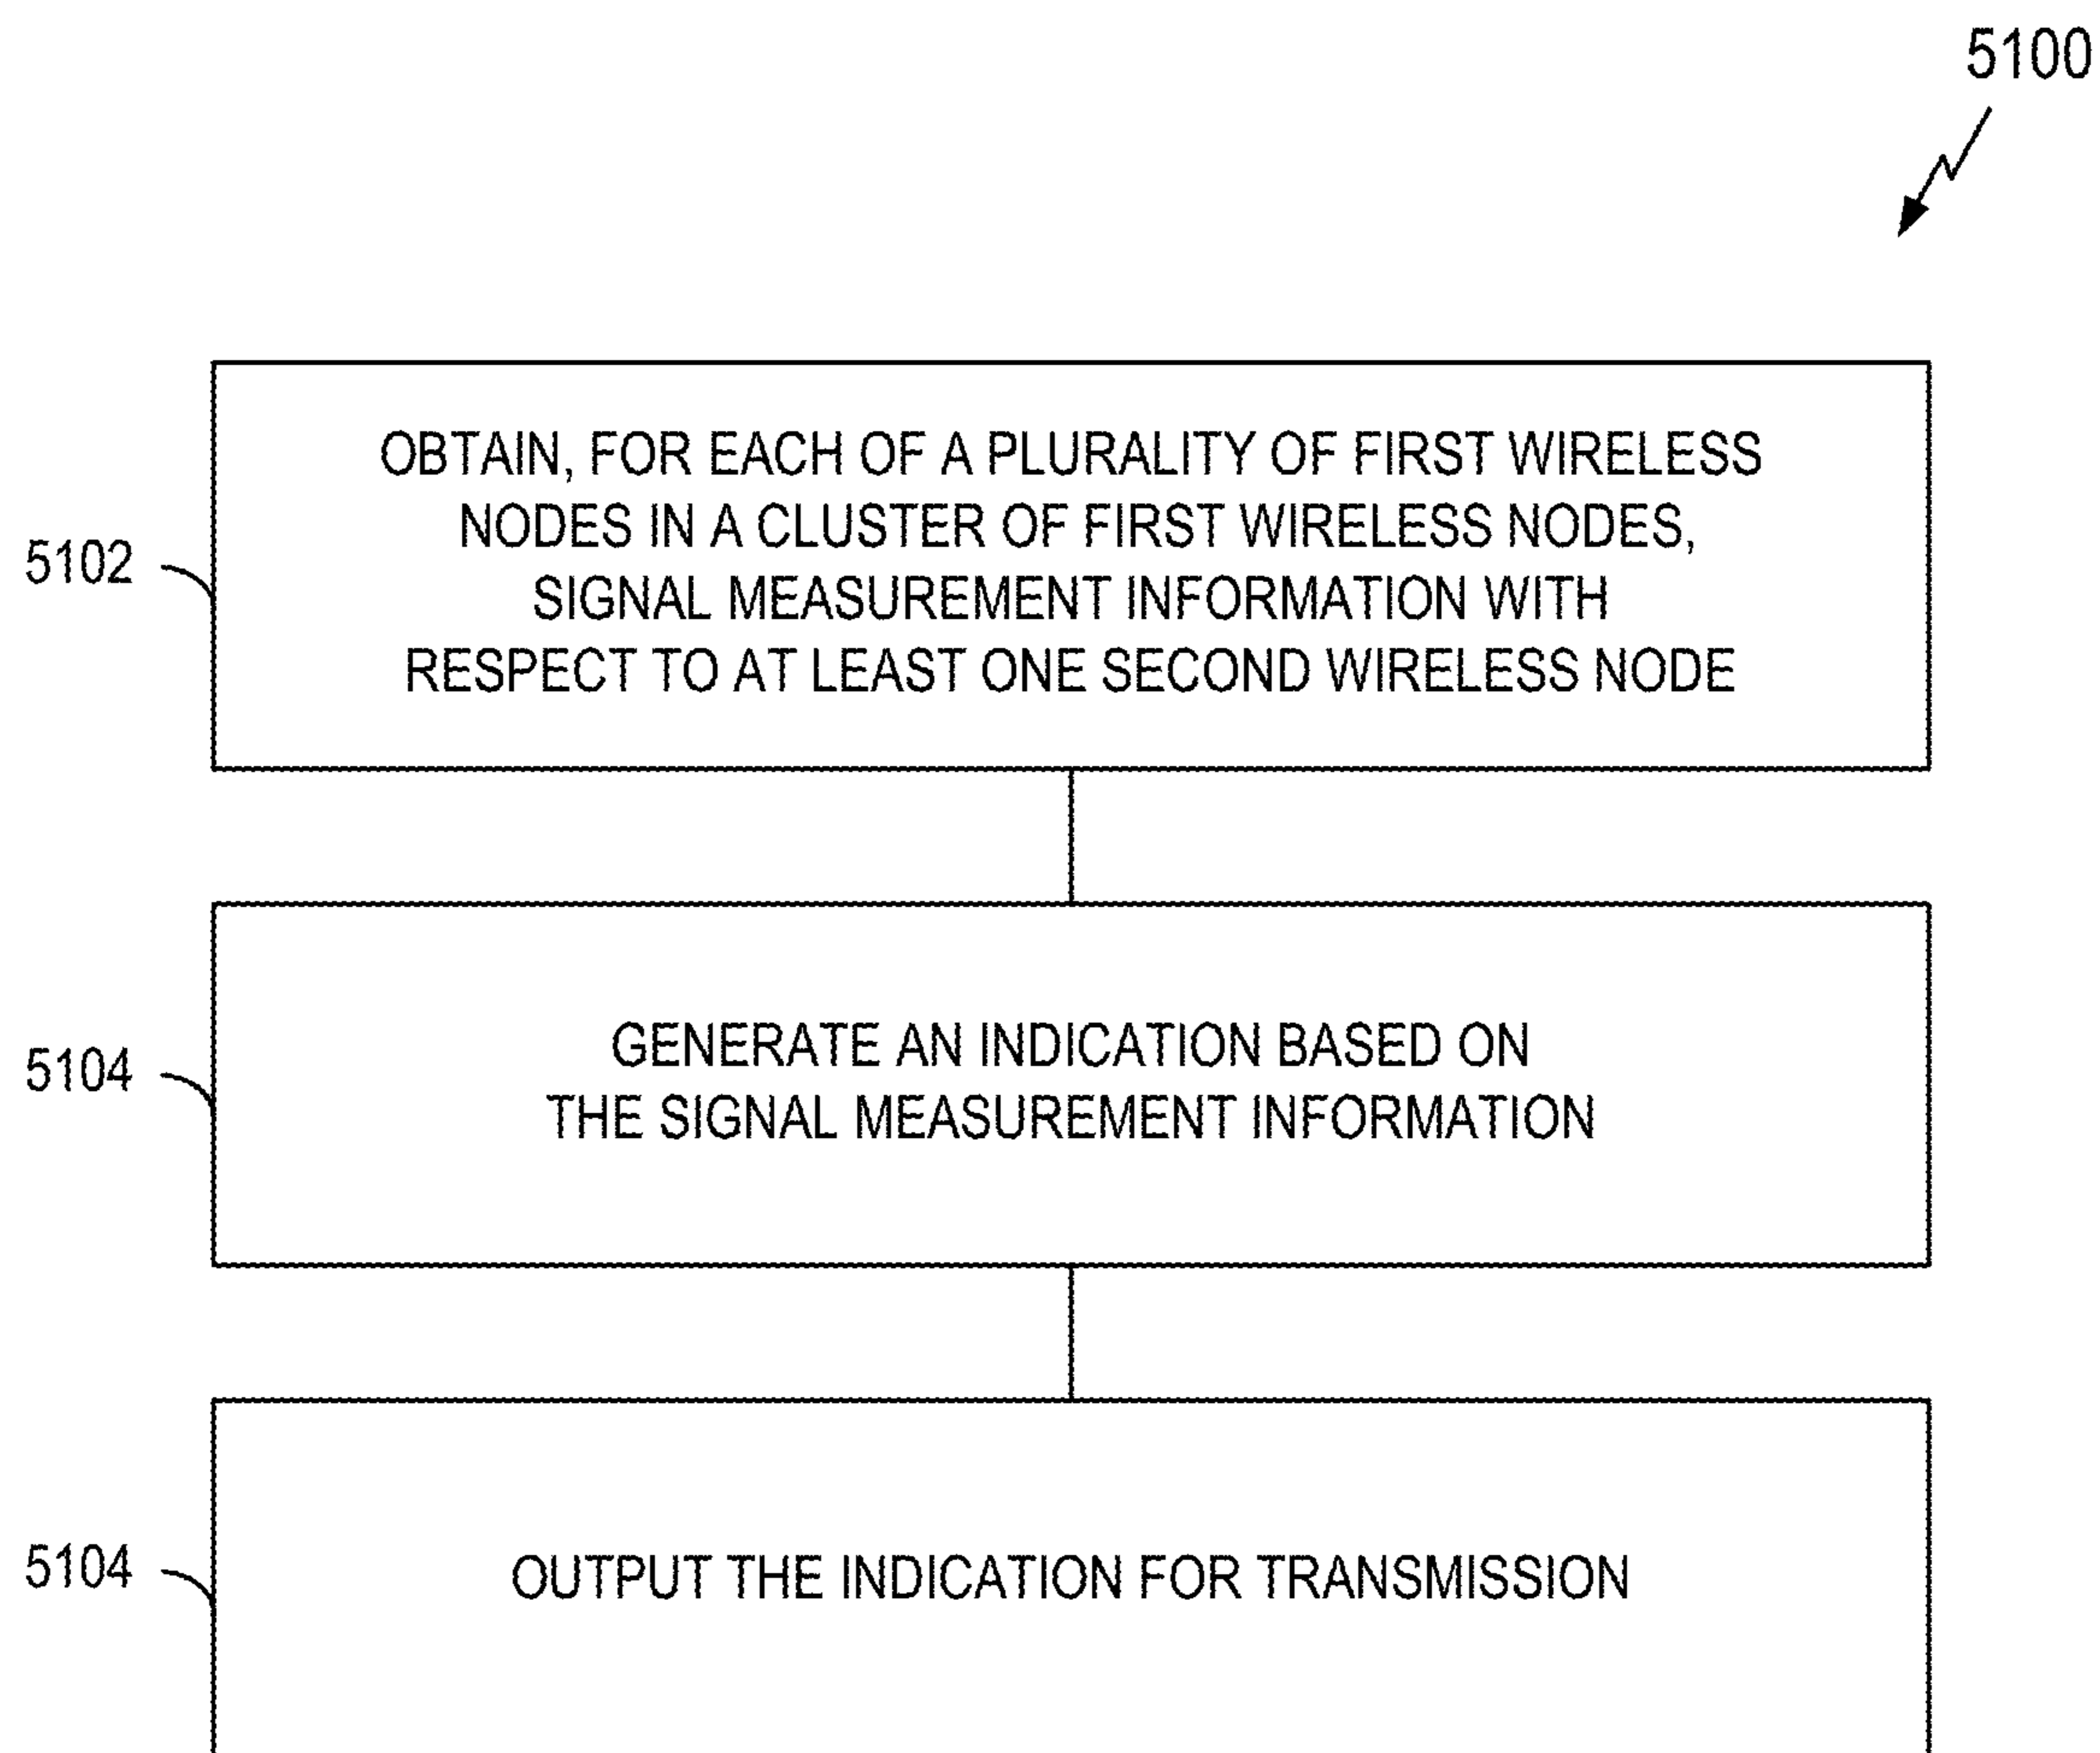 5100
OBTAIN, FOR EACH OF A PLURALITY OF FIRST WIRELESS
NODES IN A CLUSTER OF FIRST WIRELESS NODES,
SIGNAL MEASUREMENT INFORMATION WITH
RESPECT TO AT LEAST ONE SECOND WIRELESS NODE
5102
GENERATE AN INDICATION BASED ON
THE SIGNAL MEASUREMENT INFORMATION
5104
OUTPUT THE INDICATION FOR TRANSMISSION
5104